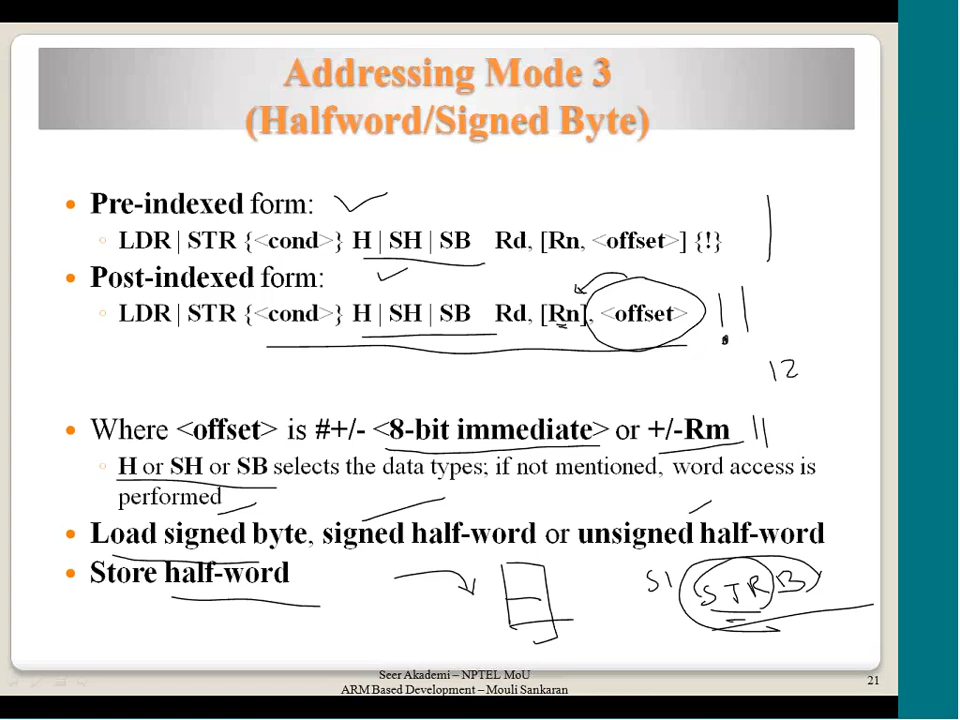 Addressing Mode 3
(Halfword/Signed Byte)
• Pre-indexed form:
◦ LDR | STR {<cond>} H | SH | SB Rd, [Rn, <offset>] {!}
• Post-indexed form:
◦ LDR | STR {<cond>} H | SH | SB Rd, [Rn], <offset>
12
• Where <offset> is #+/- <8-bit immediate> or +/-Rm
◦ H or SH or SB selects the data types; if not mentioned, word access is
performed
• Load signed byte, signed half-word or unsigned half-word
• Store half-word
STRB
Seer Akademi – NPTEL MoU
ARM Based Development – Mouli Sankaran
21